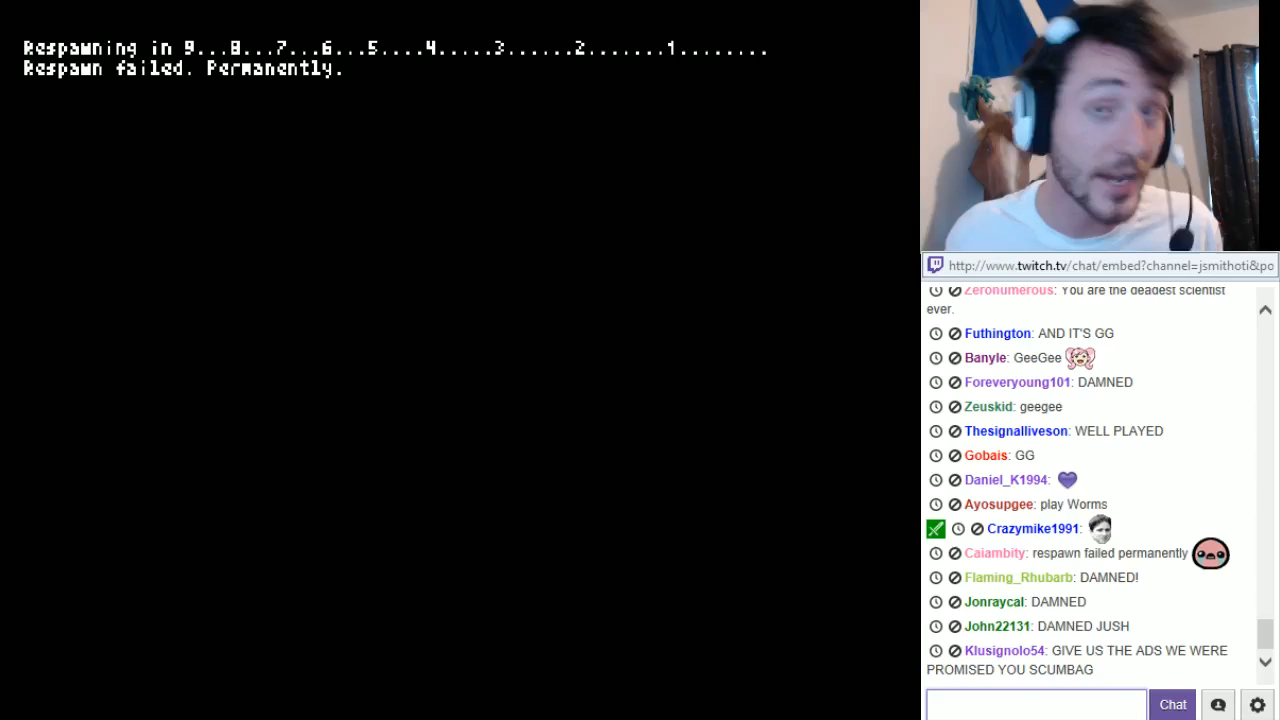 Respawning in 9...8...7...6...5....4.....3......2.......1........
Respawn failed. Permanently.
http://www.twitch.tv/chat/embed?channel=jsmithoti&po
Zeronumerous: You are the deadest scientist
ever.
Futhington: AND IT'S GG
Banyle: GeeGee
Foreveryoung101: DAMNED
Zeuskid: geegee
Thesignalliveson: WELL PLAYED
Gobais: GG
Daniel_K1994:
Ayosupgee: play Worms
Crazymike1991:
Caiambity: respawn failed permanently
Flaming_Rhubarb: DAMNED!
Jonraycal: DAMNED
John22131: DAMNED JUSH
Klusignolo54: GIVE US THE ADS WE WERE
PROMISED YOU SCUMBAG
Chat